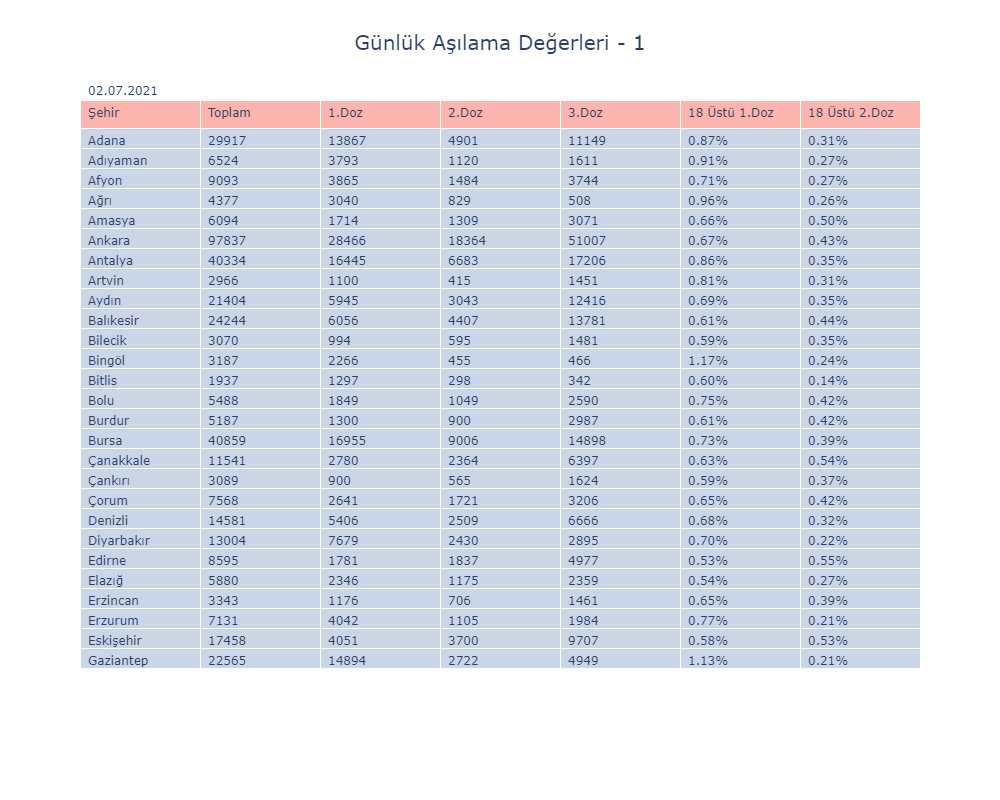 Günlük Aşılama Değerleri - 1
02.07.2021
Şehir Toplam 1.Doz 2.Doz 3.Doz 18 Üstü 1.Doz 18 Üstü 2.Doz
Adana 29917 13867 4901 11149 0.87% 0.31%
Adıyaman 6524 3793 1120 1611 0.91% 0.27%
Afyon 9093 3865 1484 3744 0.71% 0.27%
Ağrı 4377 3040 829 508 0.96% 0.26%
Amasya 6094 1714 1309 3071 0.66% 0.50%
Ankara 97837 28466 18364 51007 0.67% 0.43%
Antalya 40334 16445 6683 17206 0.86% 0.35%
Artvin 2966 1100 415 1451 0.81% 0.31%
Aydın 21404 5945 3043 12416 0.69% 0.35%
Balıkesir 24244 6056 4407 13781 0.61% 0.44%
Bilecik 3070 994 595 1481 0.59% 0.35%
Bingöl 3187 2266 455 466 1.17% 0.24%
Bitlis 1937 1297 298 342 0.60% 0.14%
Bolu 5488 1849 1049 2590 0.75% 0.42%
Burdur 5187 1300 900 2987 0.61% 0.42%
Bursa 40859 16955 9006 14898 0.73% 0.39%
Çanakkale 11541 2780 2364 6397 0.63% 0.54%
Çankırı 3089 900 565 1624 0.59% 0.37%
Çorum 7568 2641 1721 3206 0.65% 0.42%
Denizli 14581 5406 2509 6666 0.68% 0.32%
Diyarbakır 13004 7679 2430 2895 0.70% 0.22%
Edirne 8595 1781 1837 4977 0.53% 0.55%
Elazığ 5880 2346 1175 2359 0.54% 0.27%
Erzincan 3343 1176 706 1461 0.65% 0.39%
Erzurum 7131 4042 1105 1984 0.77% 0.21%
Eskişehir 17458 4051 3700 9707 0.58% 0.53%
Gaziantep 22565 14894 2722 4949 1.13% 0.21%